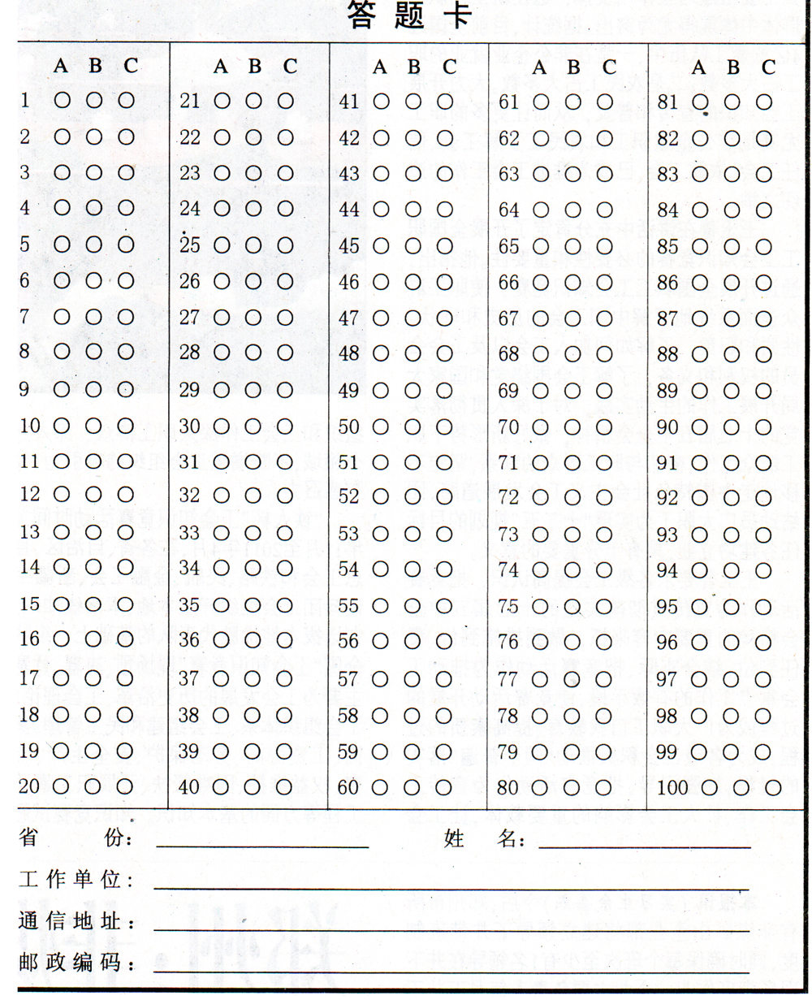 答题卡
A B C A B C A B C A B C A B C
1 ○ ○ ○ 21 ○ ○ ○ 41 ○ ○ ○ 61 ○ ○ ○ 81 ○ ○ ○
2 ○ ○ ○ 22 ○ ○ ○ 42 ○ ○ ○ 62 ○ ○ ○ 82 ○ ○ ○
3 ○ ○ ○ 23 ○ ○ ○ 43 ○ ○ ○ 63 ○ ○ ○ 83 ○ ○ ○
4 ○ ○ ○ 24 ○ ○ ○ 44 ○ ○ ○ 64 ○ ○ ○ 84 ○ ○ ○
5 ○ ○ ○ 25 ○ ○ ○ 45 ○ ○ ○ 65 ○ ○ ○ 85 ○ ○ ○
6 ○ ○ ○ 26 ○ ○ ○ 46 ○ ○ ○ 66 ○ ○ ○ 86 ○ ○ ○
7 ○ ○ ○ 27 ○ ○ ○ 47 ○ ○ ○ 67 ○ ○ ○ 87 ○ ○ ○
8 ○ ○ ○ 28 ○ ○ ○ 48 ○ ○ ○ 68 ○ ○ ○ 88 ○ ○ ○
9 ○ ○ ○ 29 ○ ○ ○ 49 ○ ○ ○ 69 ○ ○ ○ 89 ○ ○ ○
10 ○ ○ ○ 30 ○ ○ ○ 50 ○ ○ ○ 70 ○ ○ ○ 90 ○ ○ ○
11 ○ ○ ○ 31 ○ ○ ○ 51 ○ ○ ○ 71 ○ ○ ○ 91 ○ ○ ○
12 ○ ○ ○ 32 ○ ○ ○ 52 ○ ○ ○ 72 ○ ○ ○ 92 ○ ○ ○
13 ○ ○ ○ 33 ○ ○ ○ 53 ○ ○ ○ 73 ○ ○ ○ 93 ○ ○ ○
14 ○ ○ ○ 34 ○ ○ ○ 54 ○ ○ ○ 74 ○ ○ ○ 94 ○ ○ ○
15 ○ ○ ○ 35 ○ ○ ○ 55 ○ ○ ○ 75 ○ ○ ○ 95 ○ ○ ○
16 ○ ○ ○ 36 ○ ○ ○ 56 ○ ○ ○ 76 ○ ○ ○ 96 ○ ○ ○
17 ○ ○ ○ 37 ○ ○ ○ 57 ○ ○ ○ 77 ○ ○ ○ 97 ○ ○ ○
18 ○ ○ ○ 38 ○ ○ ○ 58 ○ ○ ○ 78 ○ ○ ○ 98 ○ ○ ○
19 ○ ○ ○ 39 ○ ○ ○ 59 ○ ○ ○ 79 ○ ○ ○ 99 ○ ○ ○
20 ○ ○ ○ 40 ○ ○ ○ 60 ○ ○ ○ 80 ○ ○ ○ 100 ○ ○ ○
省 份： 姓 名：
工作单位：
通信地址：
邮政编码：